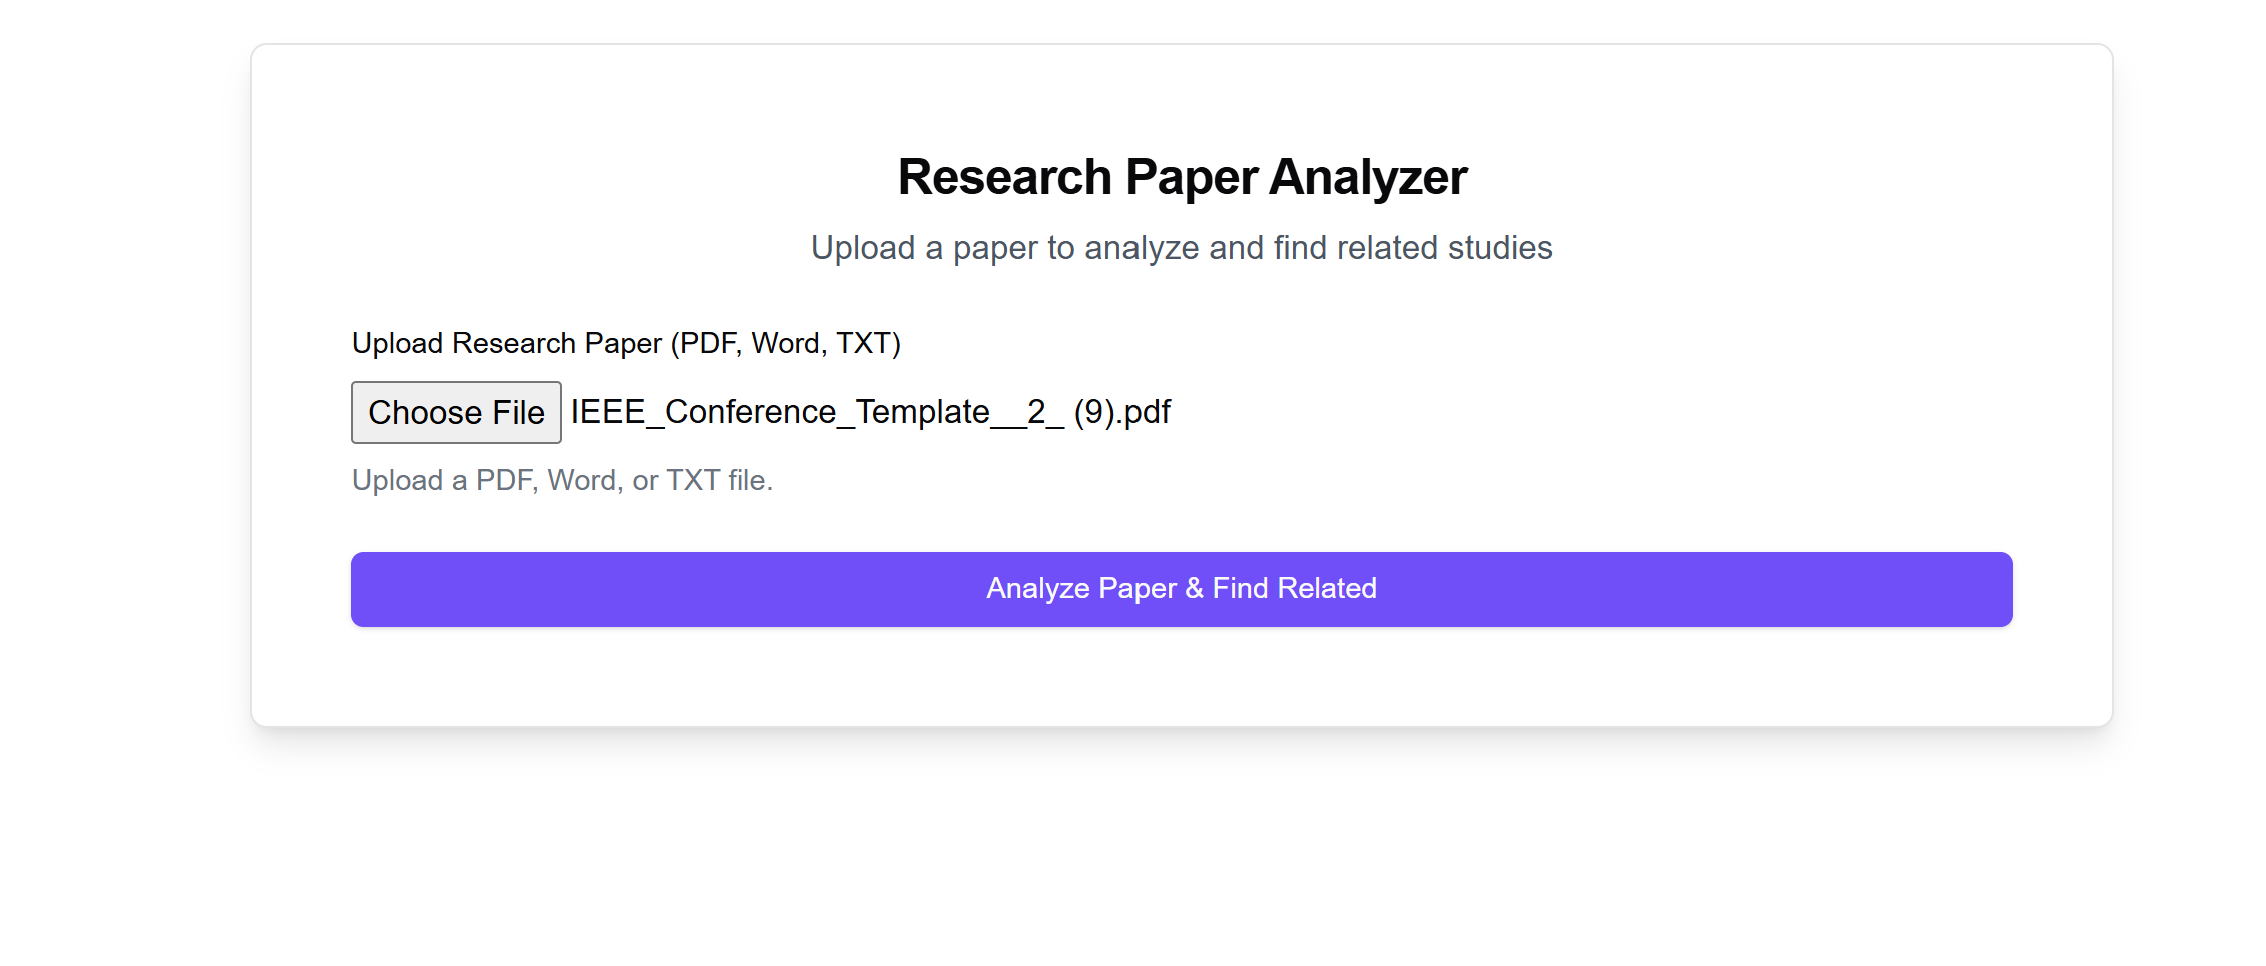 Research Paper Analyzer
Upload a paper to analyze and find related studies
Upload Research Paper (PDF, Word, TXT)
Choose File IEEE_Conference_Template__2_ (9).pdf
Upload a PDF, Word, or TXT file.
Analyze Paper & Find Related